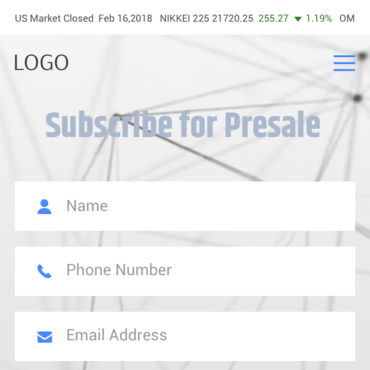 US Market Closed Feb 16,2018 NIKKEI 225 21720.25 255.27 1.19% OM
LOGO
Subscribe for Presale
Name
Phone Number
Email Address